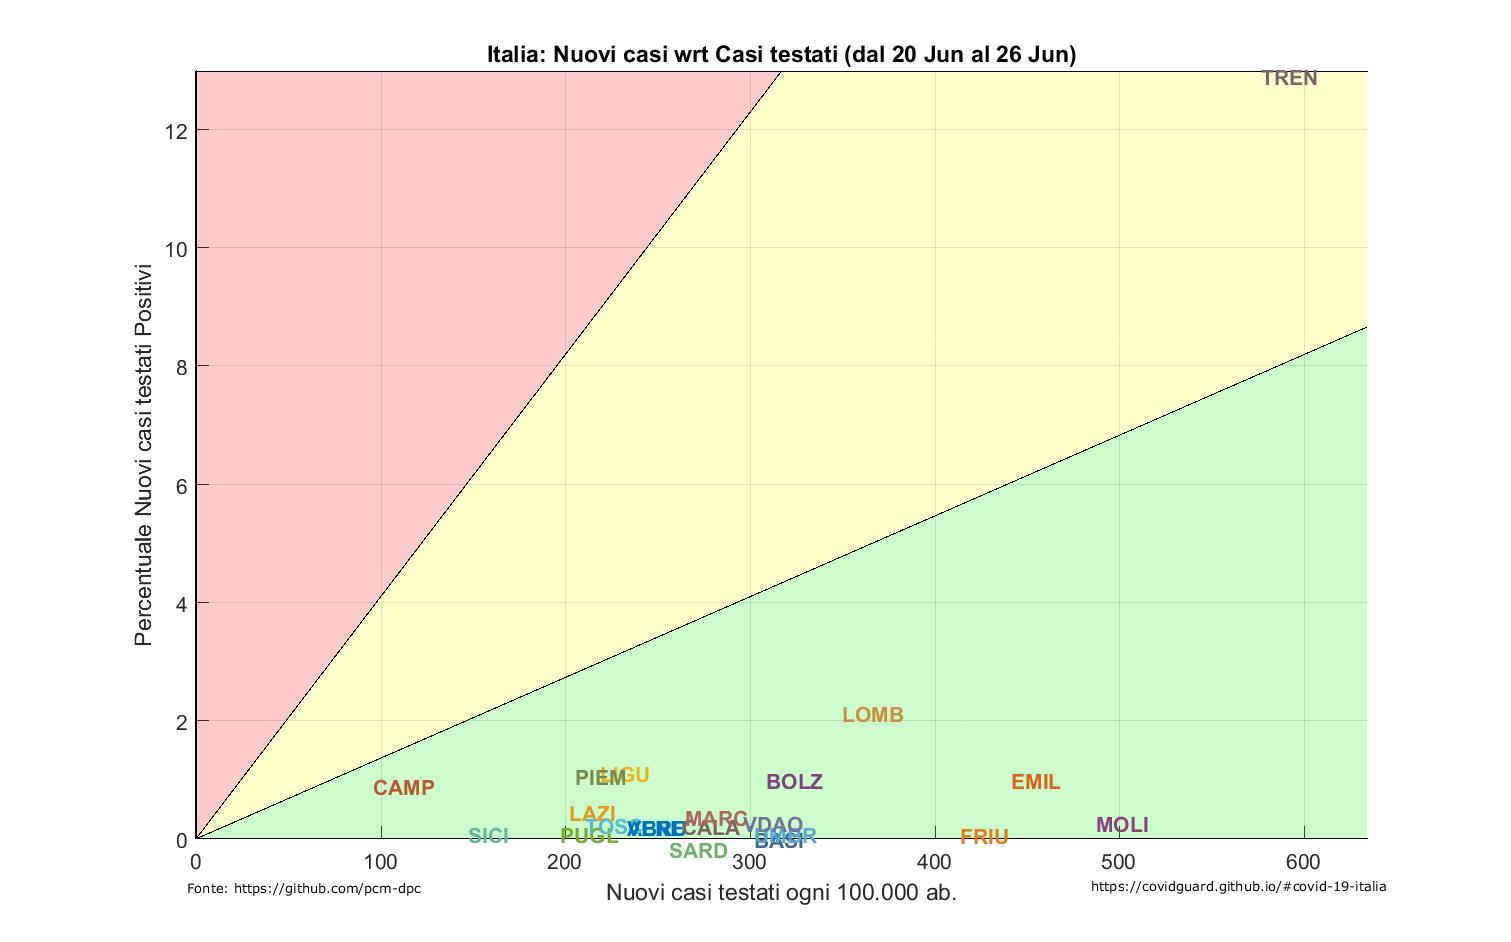 Italia: Nuovi casi wrt Casi testati (dal 20 Jun al 26 Jun)
TREN
12
10
8
6
4
2
0
Percentuale Nuovi casi testati Positivi
LOMB
PIEM
LIGU
BOLZ
EMIL
CAMP
LAZI
MARC
TOSC
CALA
VDAO
MOLI
SICI
PUGL
UMBR
FRIU
BASI
SARD
0 100 200 300 400 500 600
Nuovi casi testati ogni 100.000 ab.
Fonte: https://github.com/pcm-dpc
https://covidguard.github.io/#covid-19-italia